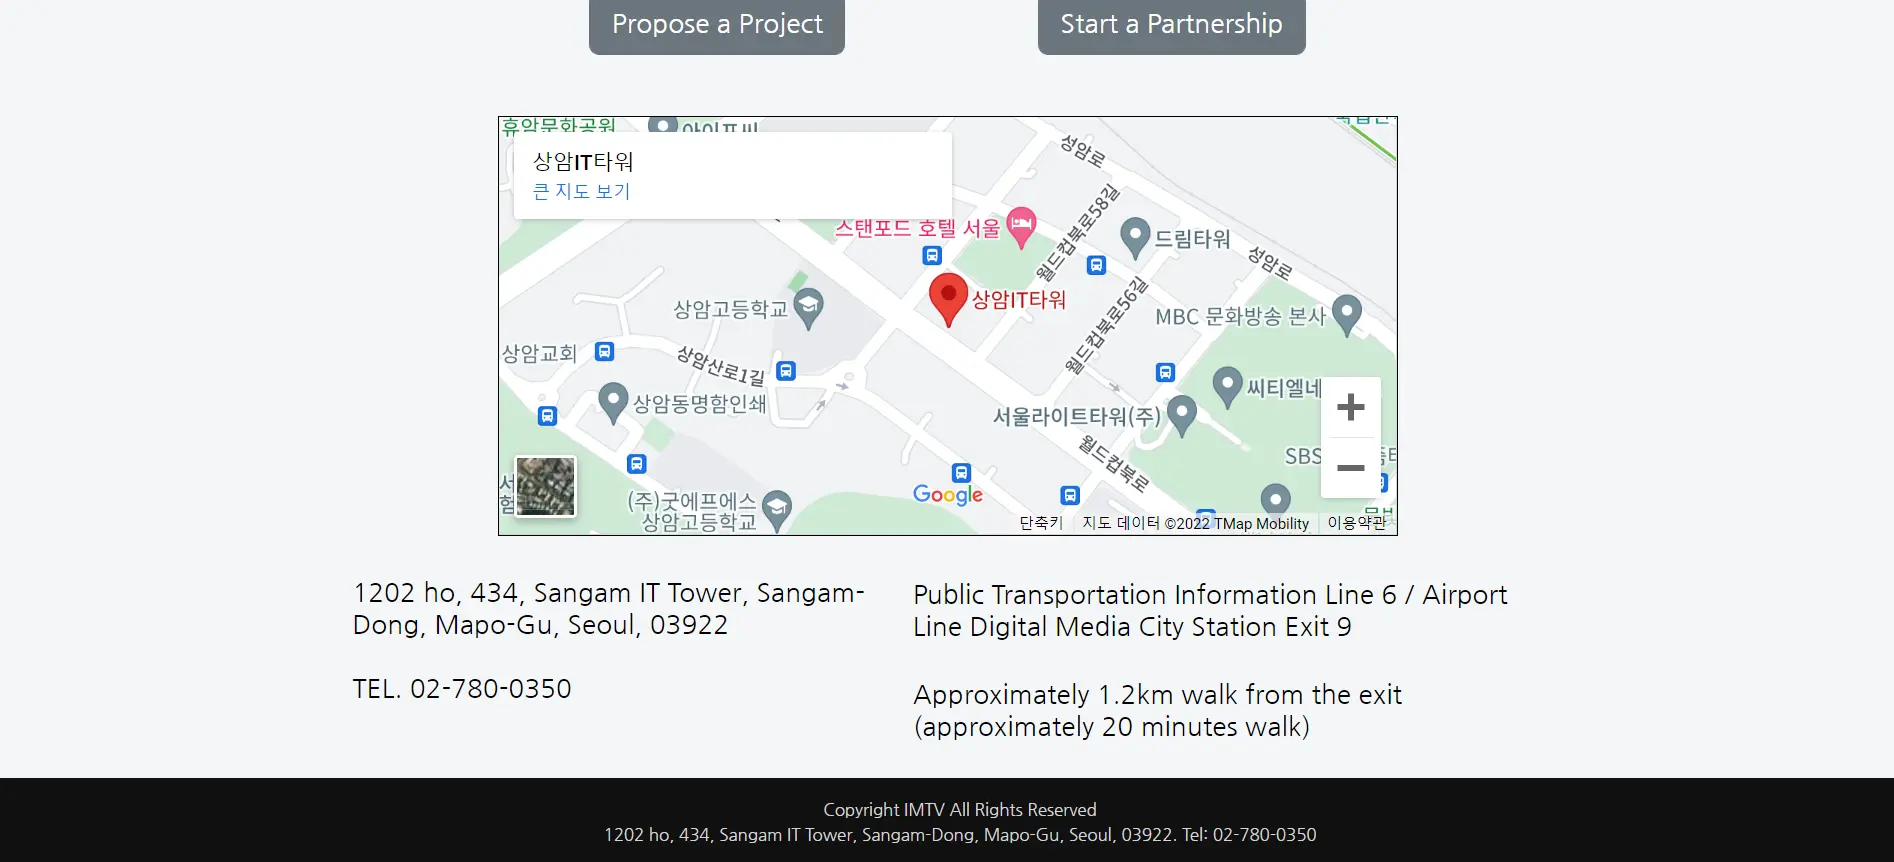 Propose a Project
Start a Partnership
휴암문화공원
상암IT타워
큰 지도 보기
성암로
스탠포드 호텔 서울
월드컵북로58길
드림타워
성암로
상암IT타워
상암고등학교
월드컵북로56길
MBC 문화방송 본사
상암교회
상암산로1길
씨티엘네
상암동명함인쇄
서울라이트타워(주)
월드컵북로
SBS
(주)굿에프에스
상암고등학교
Google
단축키
지도 데이터 ©2022 TMap Mobility
이용약관
1202 ho, 434, Sangam IT Tower, Sangam-
Dong, Mapo-Gu, Seoul, 03922
TEL. 02-780-0350
Public Transportation Information Line 6 / Airport
Line Digital Media City Station Exit 9
Approximately 1.2km walk from the exit
(approximately 20 minutes walk)
Copyright IMTV All Rights Reserved
1202 ho, 434, Sangam IT Tower, Sangam-Dong, Mapo-Gu, Seoul, 03922. Tel: 02-780-0350